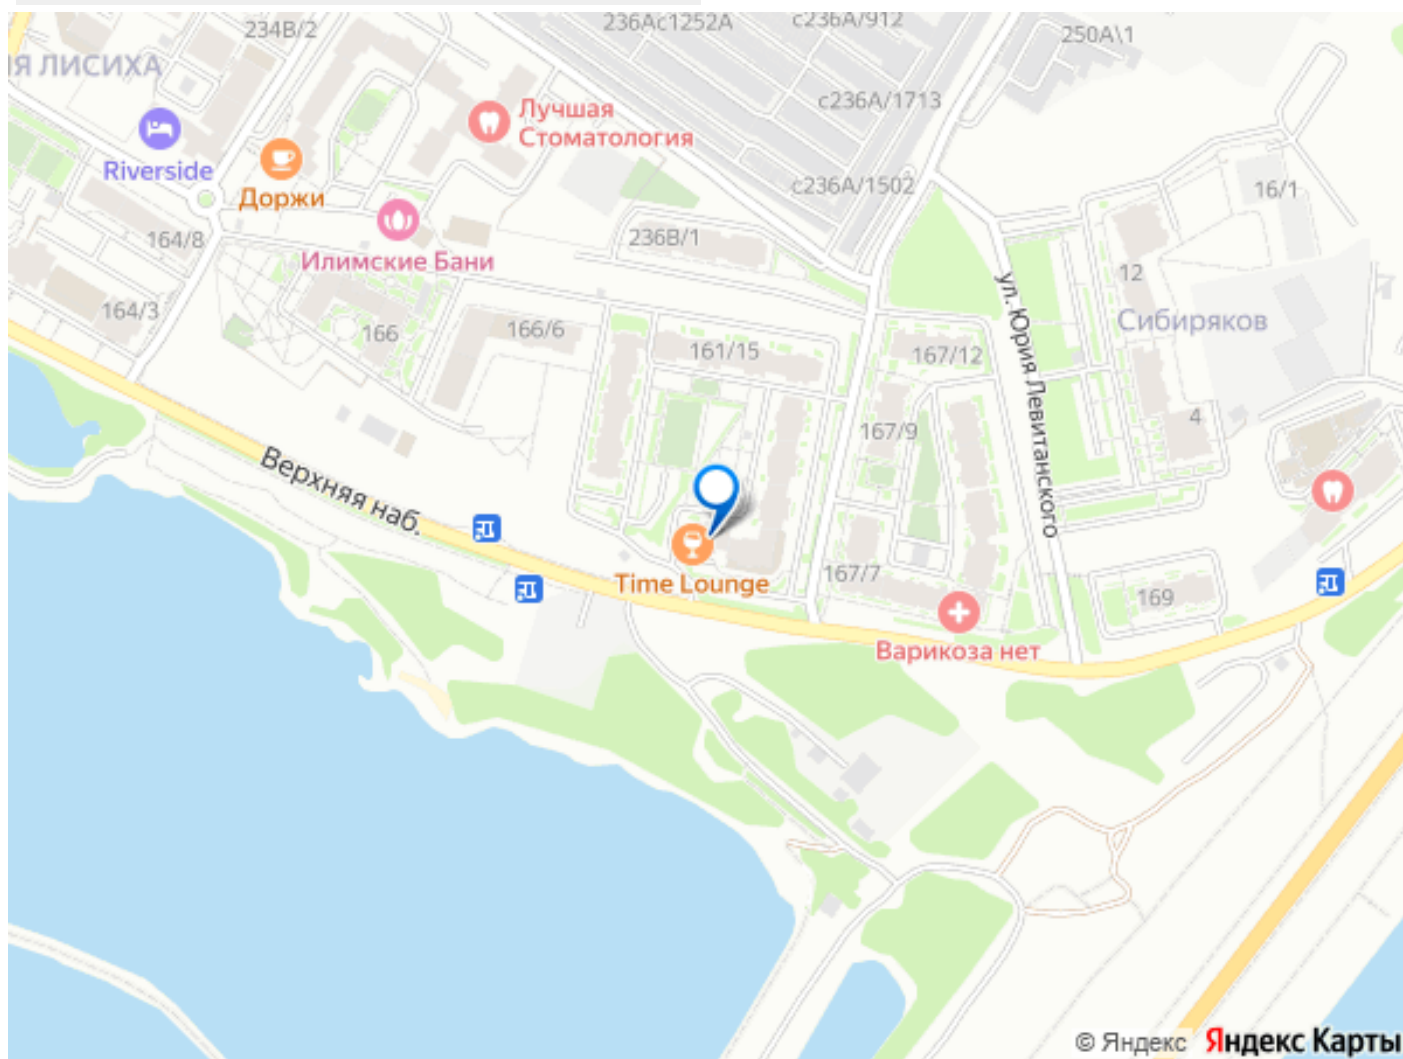 234В/2
236Ас1252А
с236А/912
250А\1
Я ЛИСИХА
с236А/1713
Лучшая
Стоматология
Riverside
Доржи
с236А/1502
16/1
164/8
236В/1
Илимские Бани
12
ул. Юрия Левитанского
Сибиряков
164/3
166
166/6
161/15
167/12
167/9
4
Верхняя наб.
Time Lounge
167/7
169
Варикоза нет
© Яндекс Яндекс Карты